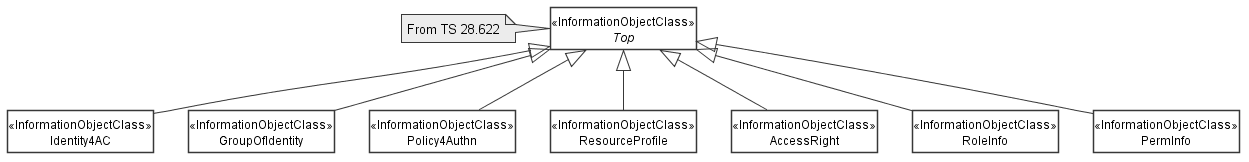 From TS 28.622
«InformationObjectClass»
Top
«InformationObjectClass»
Identity4AC
«InformationObjectClass»
GroupOfIdentity
«InformationObjectClass»
Policy4Authn
«InformationObjectClass»
ResourceProfile
«InformationObjectClass»
AccessRight
«InformationObjectClass»
RoleInfo
«InformationObjectClass»
PermInfo